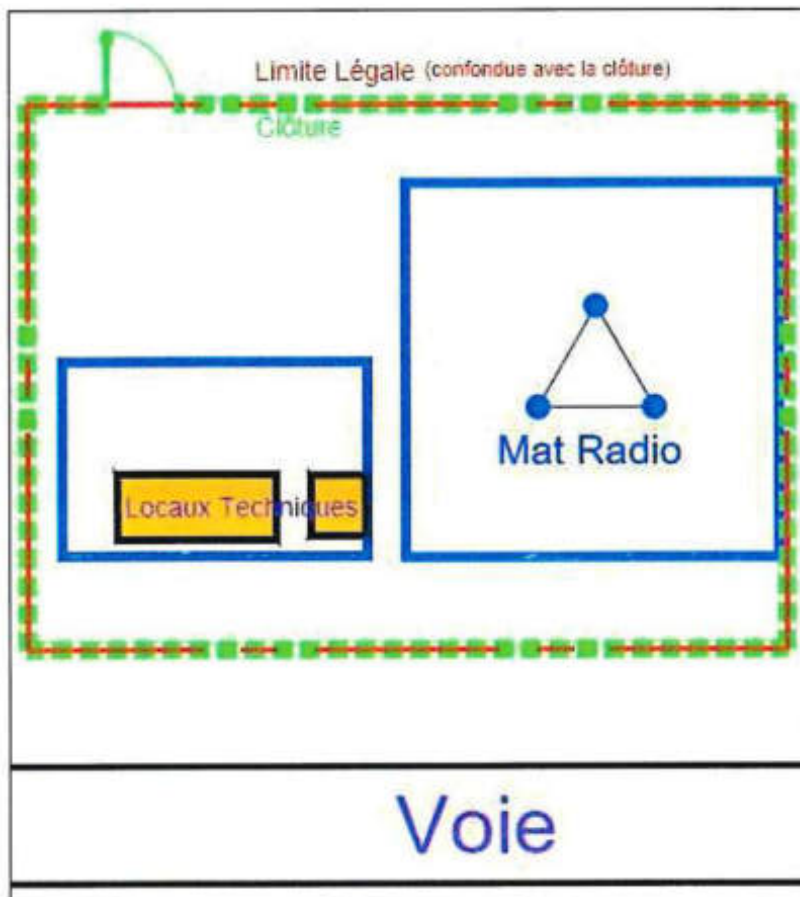 Limite Légale (confondue avec la clôture)
Clôture
Mat Radio
Locaux Techniques
Voie